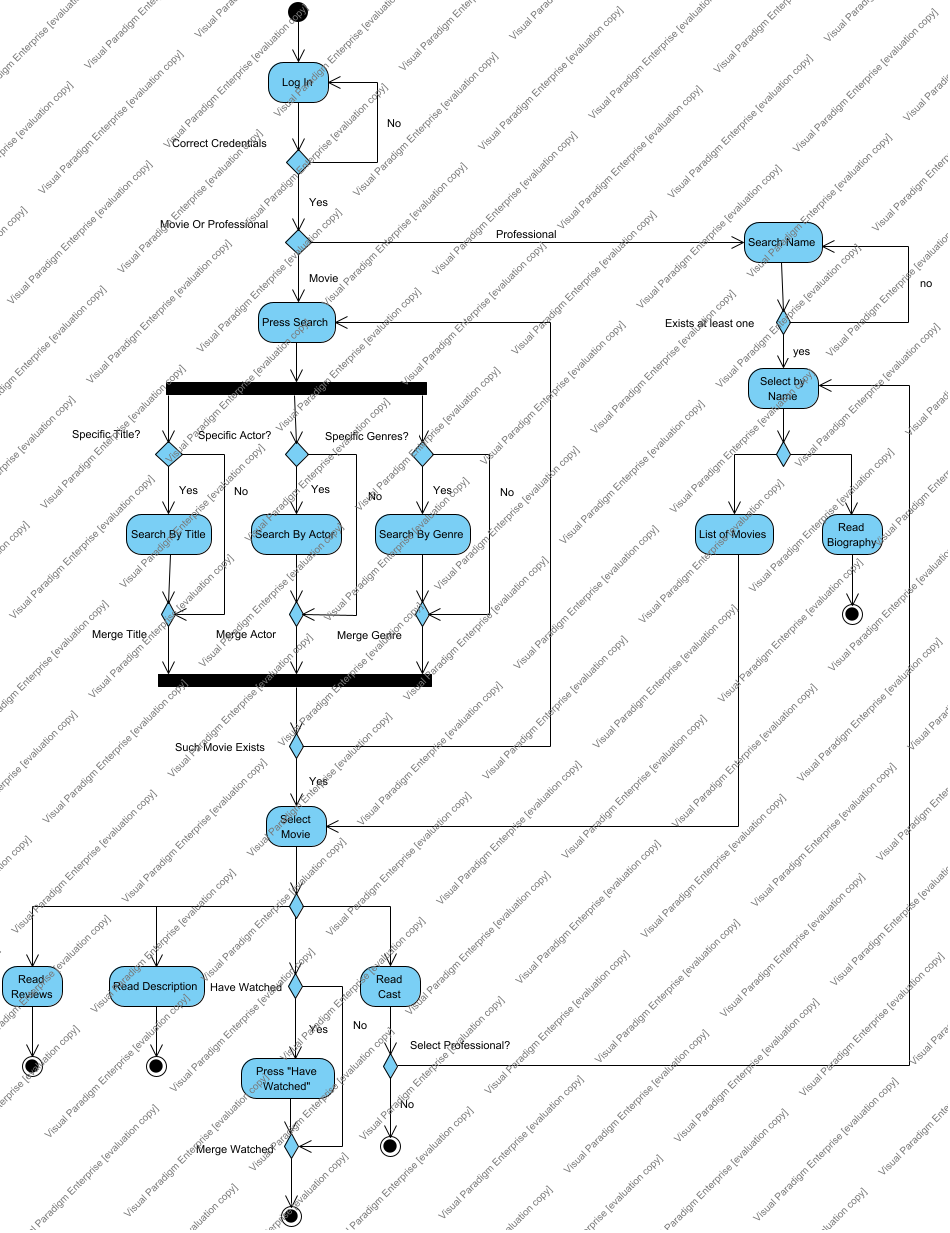 Log In
No
Correct Credentials
Yes
Movie Or Professional
Professional
Search Name
Movie
no
Press Search
Exists at least one
yes
Select by
Name
Specific Title?
Specific Actor?
Specific Genres?
Yes
No
Yes
No
Yes
No
Search By Title
Search By Actor
Search By Genre
List of Movies
Read
Biography
Merge Title
Merge Actor
Merge Genre
Such Movie Exists
Yes
Select
Movie
Read
Reviews
Read Description
Have Watched
Read
Cast
Yes
No
Select Professional?
Press "Have
Watched"
No
Merge Watched
Visual Paradigm Enterprise [evaluation copy]